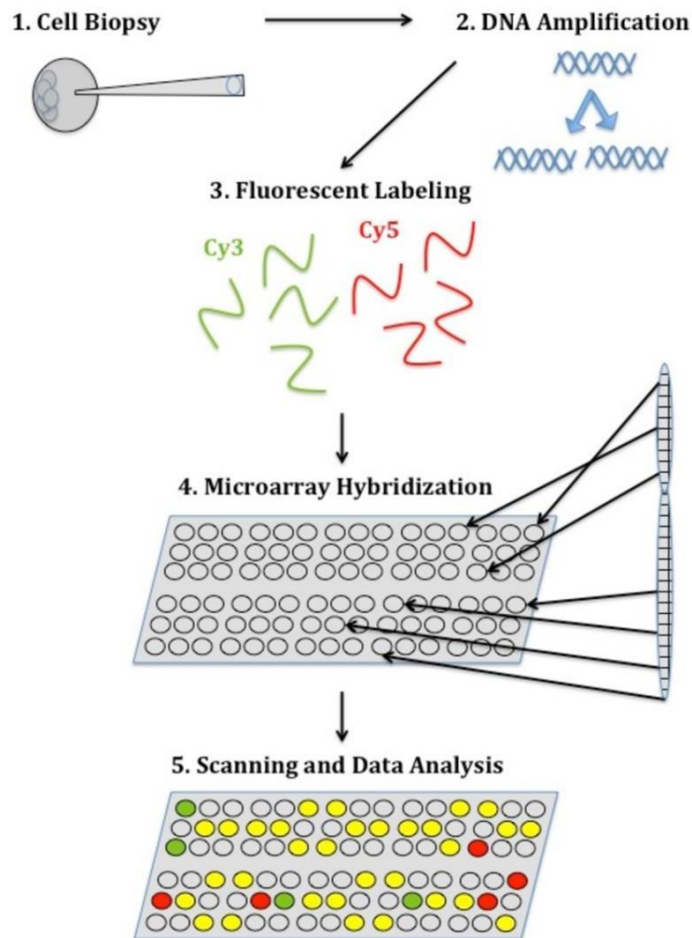 1. Cell Biopsy
2. DNA Amplification
3. Fluorescent Labeling
Cy3
Cy5
4. Microarray Hybridization
5. Scanning and Data Analysis